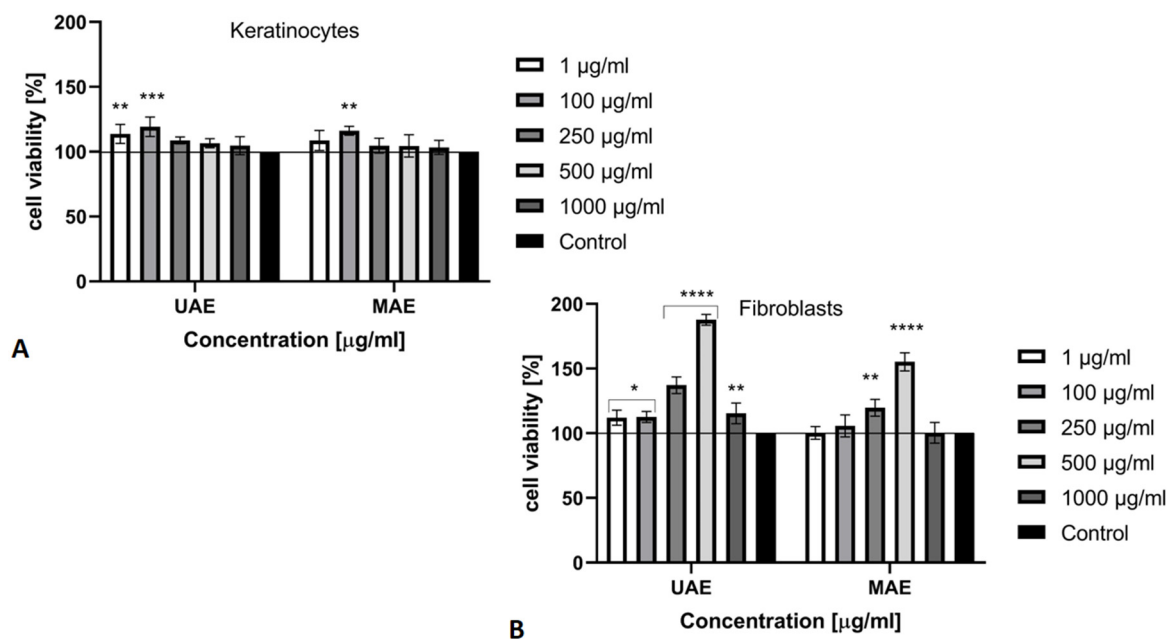 Keratinocytes
cell viability [%]
200
150
100
50
0
** *** **
UAE MAE
Concentration [µg/ml]
1 µg/ml
100 µg/ml
250 µg/ml
500 µg/ml
1000 µg/ml
Control
A
Fibroblasts
cell viability [%]
200
150
100
50
0
* **** ** ** ****
UAE MAE
Concentration [µg/ml]
1 µg/ml
100 µg/ml
250 µg/ml
500 µg/ml
1000 µg/ml
Control
B